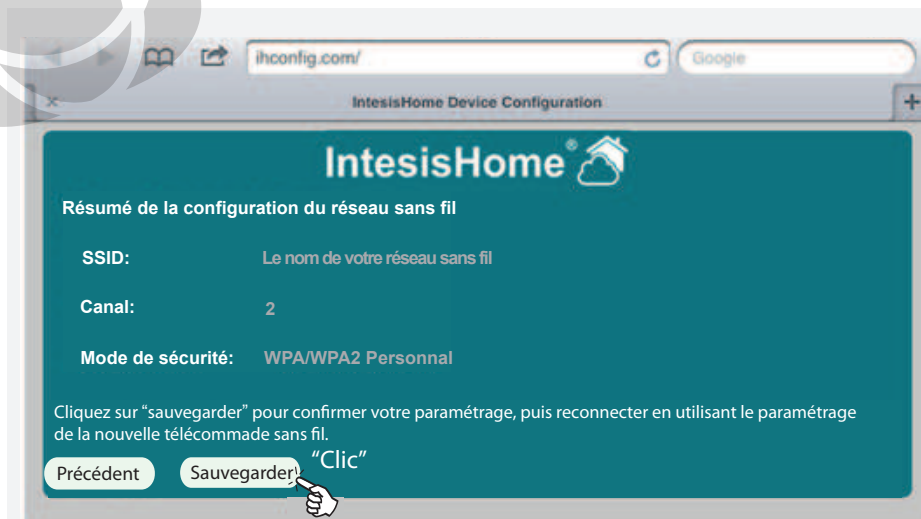 ihconfig.com/
Google
IntesisHome Device Configuration
IntesisHome®
Résumé de la configuration du réseau sans fil
SSID: Le nom de votre réseau sans fil
Canal: 2
Mode de sécurité: WPA/WPA2 Personnal
Cliquez sur “sauvegarder” pour confirmer votre paramétrage, puis reconnecter en utilisant le paramétrage
de la nouvelle télécommade sans fil.
Précédent Sauvegarder “Clic”